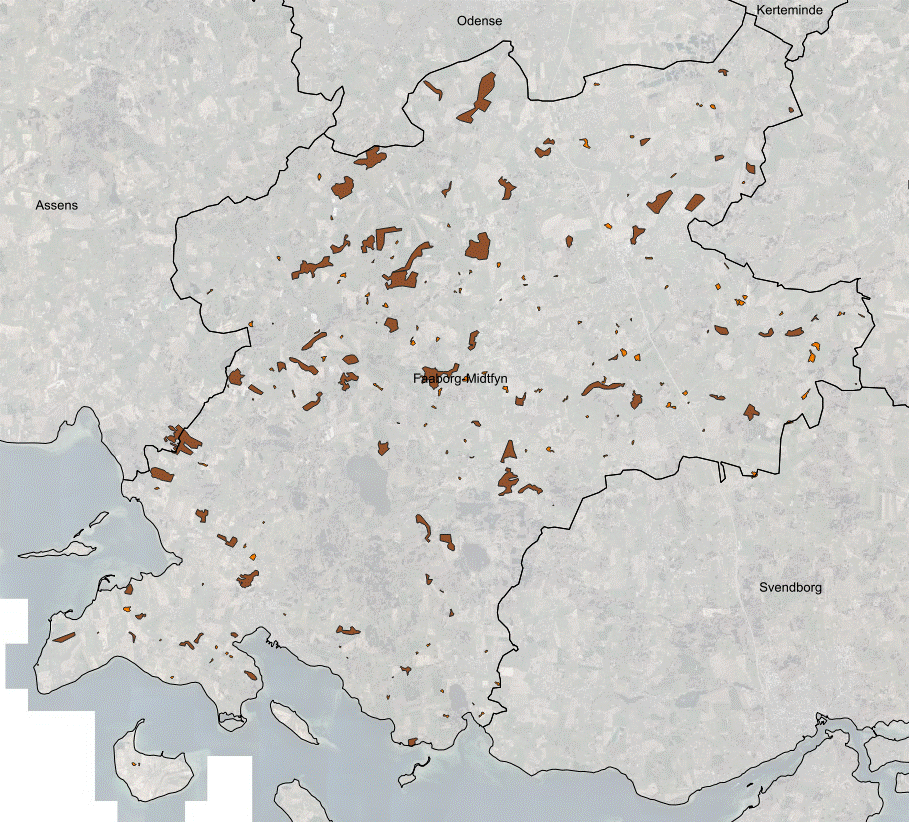 Kerteminde
Odense
Assens
Faaborg-Midtfyn
Svendborg